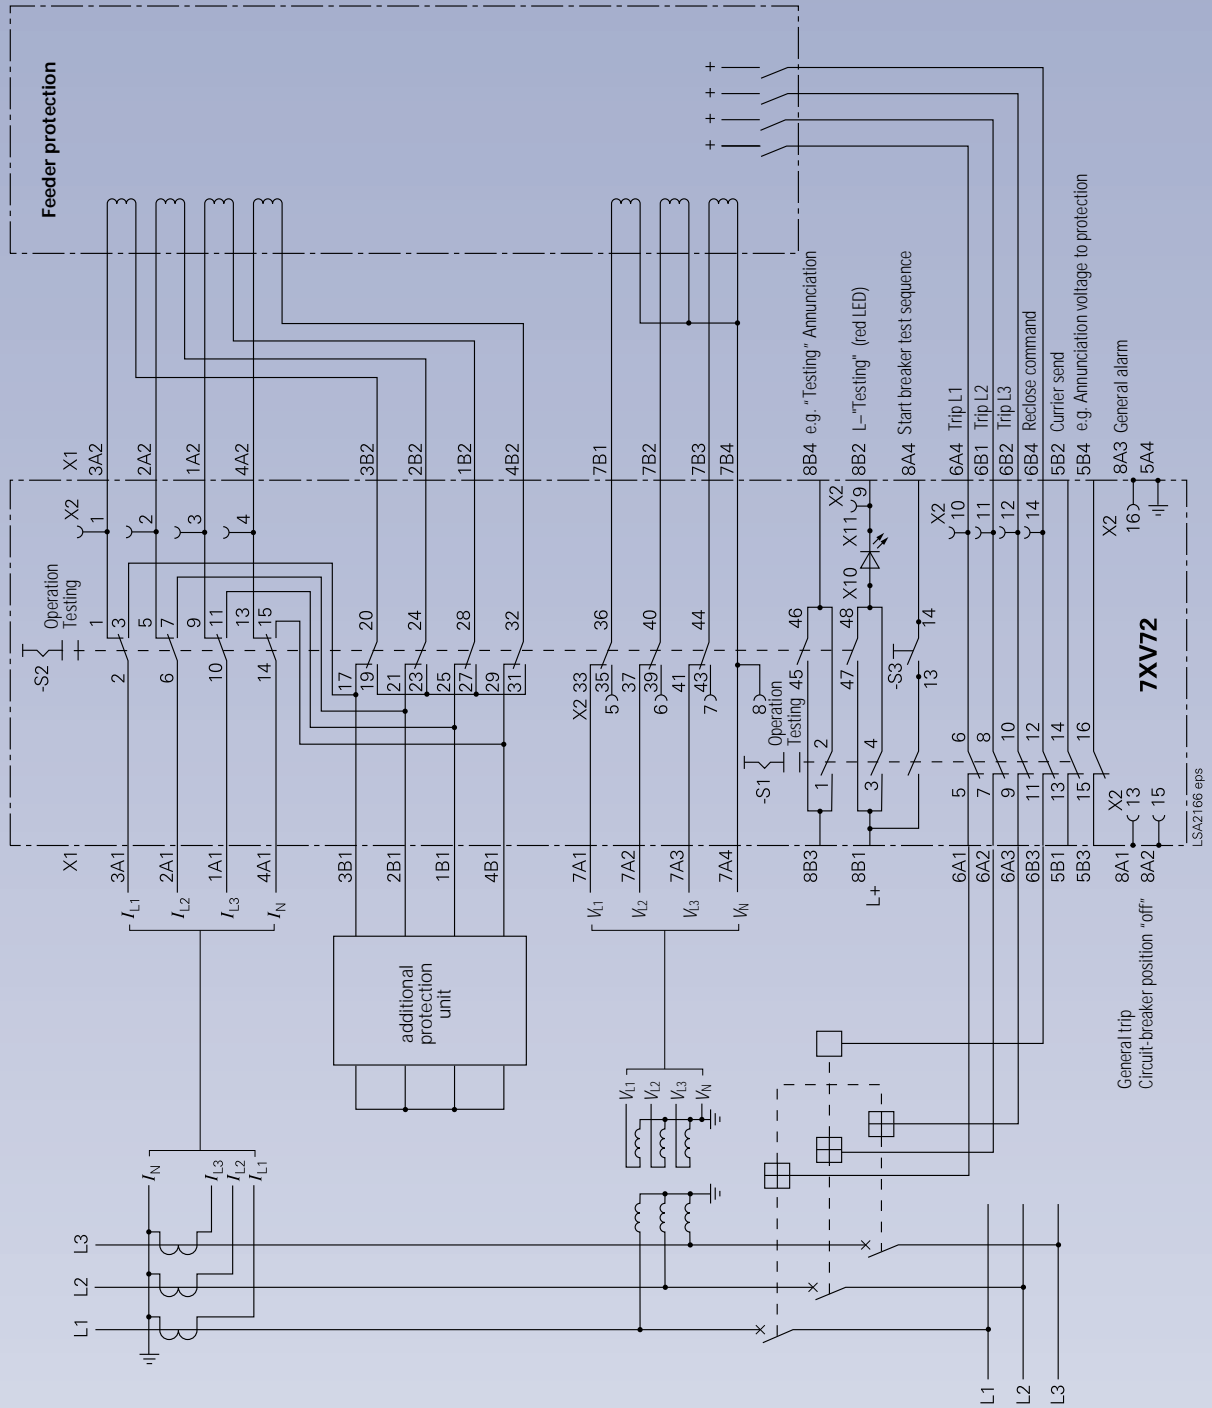 Feeder protection
+
+
+
+
X1
3A2
2A2
1A2
4A2
3B2
2B2
1B2
4B2
7B1
7B2
7B3
7B4
8B4 e.g. "Testing" Annunciation
8B2 L–"Testing" (red LED)
8A4 Start breaker test sequence
6A4 Trip L1
6B1 Trip L2
6B2 Trip L3
6B4 Reclose command
5B2 Currier send
5B4 e.g. Annunciation voltage to protection
8A3 General alarm
5A4
X2
1
2
3
4
X2
9
X11
X10
X2
10
11
12
14
X2
16
-S2
Operation
Testing
1
3
5
7
9
11
13
15
2
6
10
14
20
24
28
32
17
19
21
23
25
27
29
31
36
40
44
X2 33
35
37
39
41
43
5
6
7
8
46
45
48
47
14
-S3
13
-S1
Operation
Testing
1
2
3
4
6
8
10
12
14
16
5
7
9
11
13
15
X2
13
15
7XV72
LSA2166 eps
X1
3A1
2A1
1A1
4A1
3B1
2B1
1B1
4B1
7A1
7A2
7A3
7A4
8B3
8B1
6A1
6A2
6A3
6B3
5B1
5B3
8A1
8A2
IL1
IL2
IL3
IN
VL1
VL2
VL3
VN
L+
General trip
Circuit-breaker position "off"
additional
protection
unit
VL1
VL2
VL3
VN
IN
IL3
IL2
IL1
L3
L2
L1
L1
L2
L3